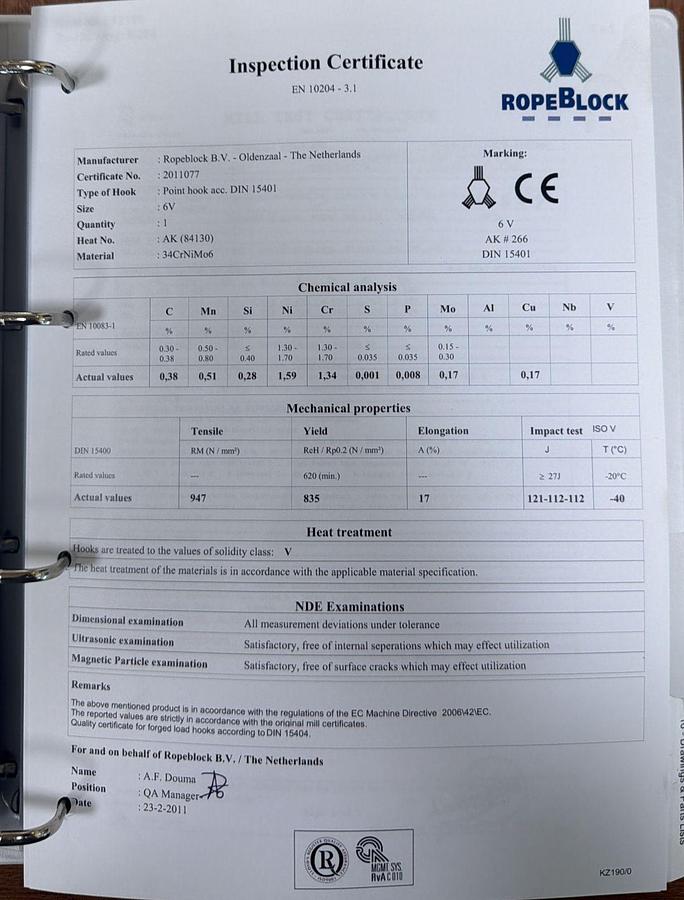 Inspection Certificate
EN 10204 - 3.1
ROPEBLOCK
Manufacturer : Ropeblock B.V. - Oldenzaal - The Netherlands
Certificate No. : 2011077
Type of Hook : Point hook acc. DIN 15401
Size : 6V
Quantity : 1
Heat No. : AK (84130)
Material : 34CrNiMo6
Marking:
CE
6 V
AK # 266
DIN 15401
Chemical analysis
C Mn Si Ni Cr S P Mo Al Cu Nb V
EN 10083-1 % % % % % % % % % % % %
Rated values 0.30 - 0.38 0.50 - 0.80 ≤ 0.40 1.30 - 1.70 1.30 - 1.70 ≤ 0.035 ≤ 0.035 0.15 - 0.30
Actual values 0,38 0,51 0,28 1,59 1,34 0,001 0,008 0,17 0,17
Mechanical properties
Tensile Yield Elongation Impact test ISO V
DIN 15400 RM (N / mm²) ReH / Rp0.2 (N / mm²) A (%) J T (°C)
Rated values --- 620 (min.) --- ≥ 27J -20°C
Actual values 947 835 17 121-112-112 -40
Heat treatment
Hooks are treated to the values of solidity class: V
The heat treatment of the materials is in accordance with the applicable material specification.
NDE Examinations
Dimensional examination All measurement deviations under tolerance
Ultrasonic examination Satisfactory, free of internal seperations which may effect utilization
Magnetic Particle examination Satisfactory, free of surface cracks which may effect utilization
Remarks
The above mentioned product is in acoordance with the regulations of the EC Machine Directive 2006\42\EC.
The reported values are strictly in accordance with the original mill certificates.
Quality certificate for forged load hooks according to DIN 15404.
For and on behalf of Ropeblock B.V. / The Netherlands
Name : A.F. Douma
Position : QA Manager
Date : 23-2-2011
R
MGMT. SYS.
RvA C 010
KZ190/0